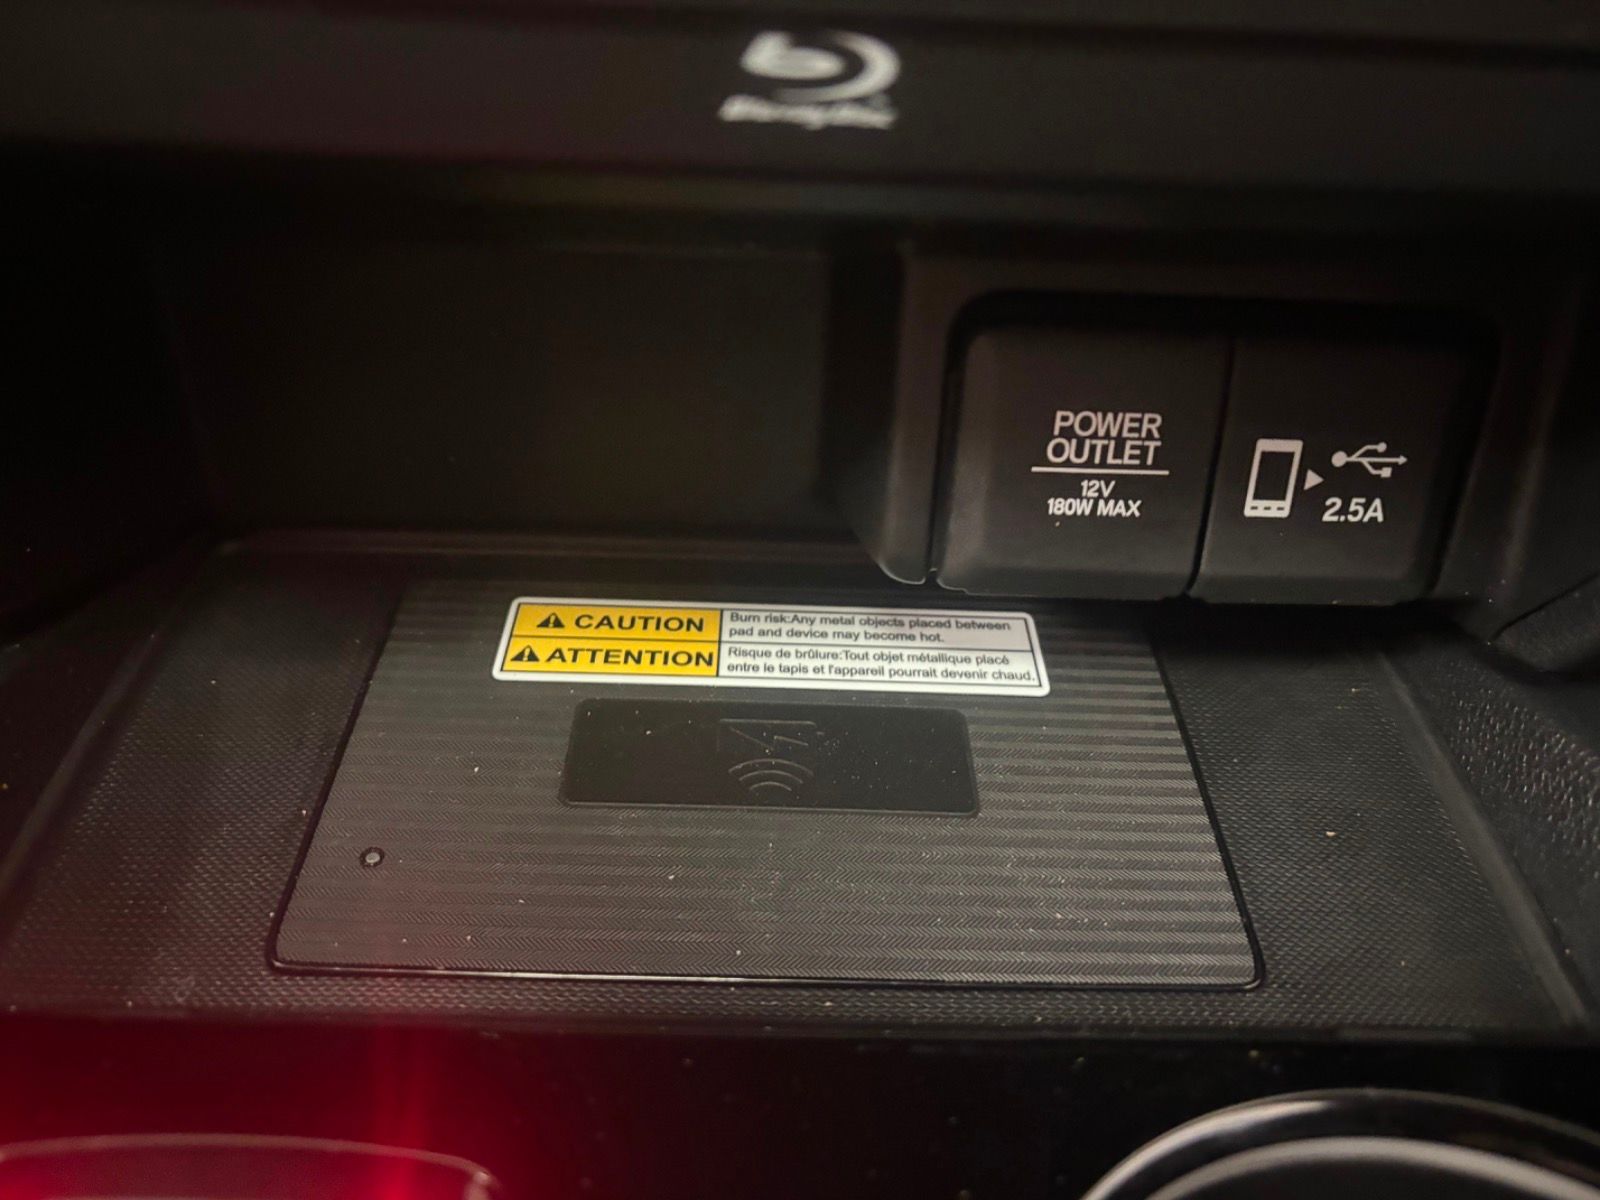 POWER
OUTLET
12V
180W MAX
2.5A
CAUTION
Burn risk:Any metal objects placed between
pad and device may become hot.
ATTENTION
Risque de brûlure:Tout objet métallique placé
entre le tapis et l'appareil pourrait devenir chaud.